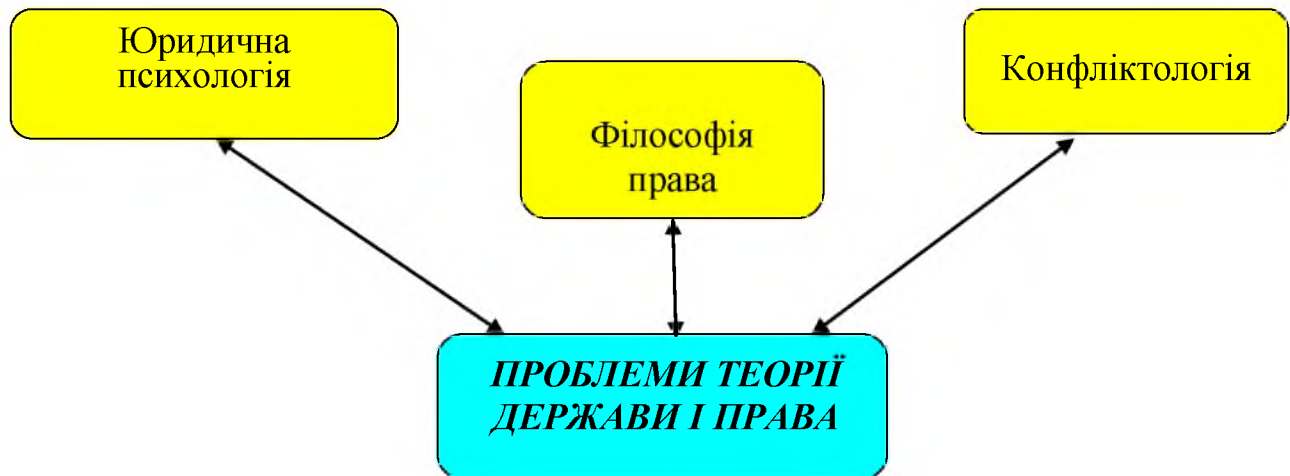 Юридична
психологія
Філософія
права
Конфліктологія
ПРОБЛЕМИ ТЕОРІЇ
ДЕРЖАВИ І ПРАВА